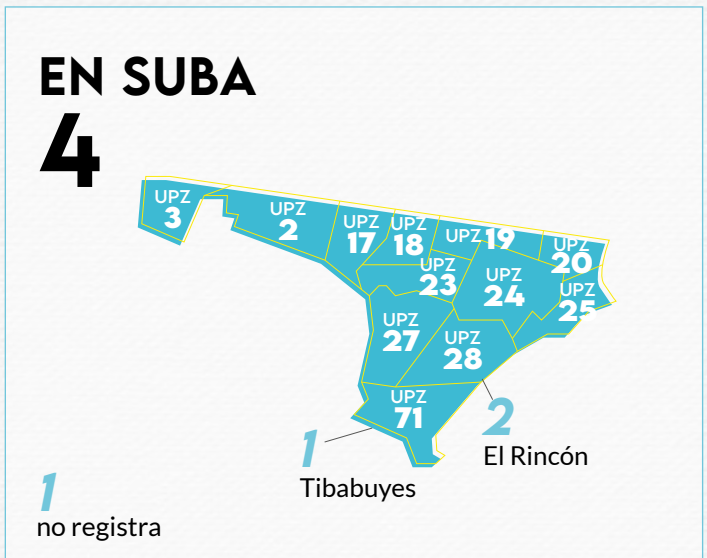 EN SUBA
4
UPZ
3
UPZ
2
UPZ
17
UPZ
18
UPZ 19
UPZ
20
UPZ
23
UPZ
24
UPZ
25
UPZ
27
UPZ
28
UPZ
71
2
El Rincón
1
Tibabuyes
1
no registra